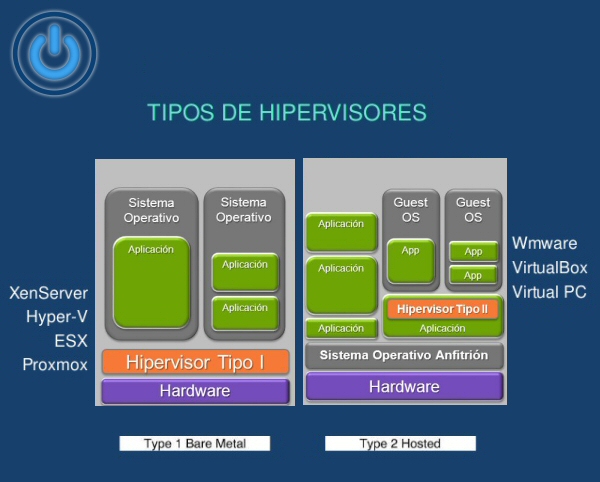 TIPOS DE HIPERVISORES
XenServer
Hyper-V
ESX
Proxmox
Sistema
Operativo
Aplicación
Sistema
Operativo
Aplicación
Aplicación
Hipervisor Tipo I
Hardware
Type 1 Bare Metal
Aplicación
Aplicación
Aplicación
Guest
OS
App
Guest
OS
App
App
Hipervisor Tipo II
Aplicación
Sistema Operativo Anfitrión
Hardware
Type 2 Hosted
Wmware
VirtualBox
Virtual PC